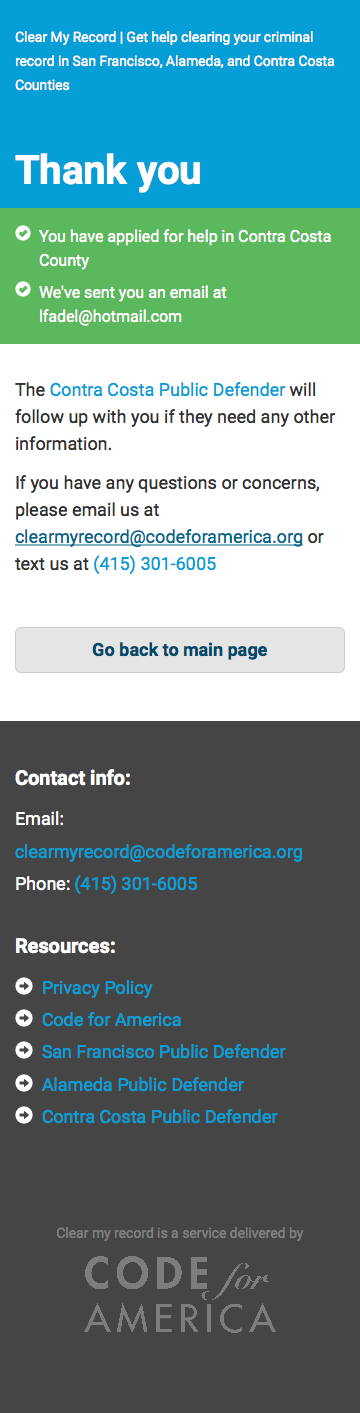 Clear My Record | Get help clearing your criminal
record in San Francisco, Alameda, and Contra Costa
Counties
Thank you
You have applied for help in Contra Costa
County
We've sent you an email at
lfadel@hotmail.com
The Contra Costa Public Defender will
follow up with you if they need any other
information.
If you have any questions or concerns,
please email us at
clearmyrecord@codeforamerica.org or
text us at (415) 301-6005
Go back to main page
Contact info:
Email:
clearmyrecord@codeforamerica.org
Phone: (415) 301-6005
Resources:
Privacy Policy
Code for America
San Francisco Public Defender
Alameda Public Defender
Contra Costa Public Defender
Clear my record is a service delivered by
CODE for
AMERICA